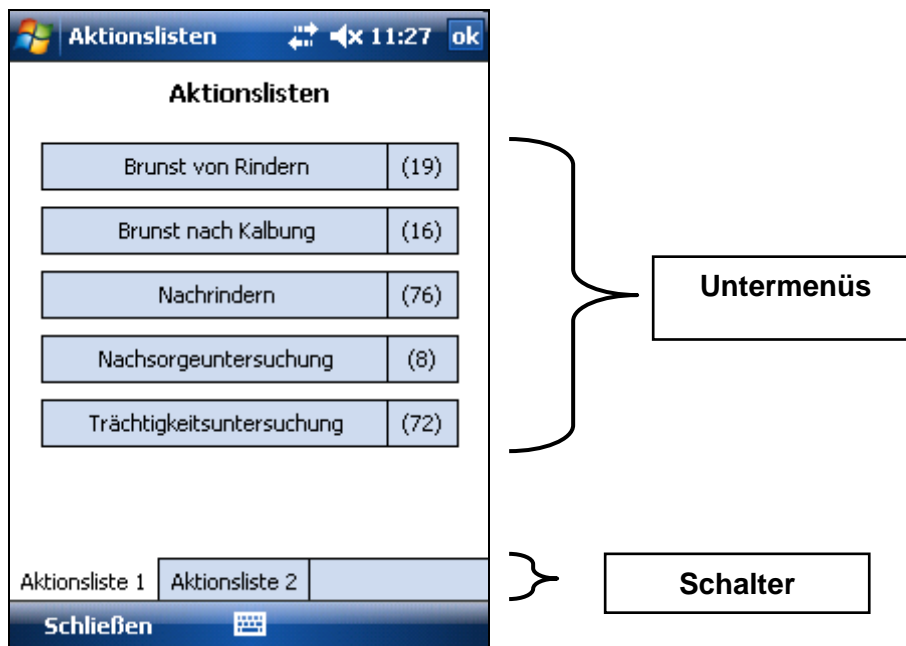 Aktionslisten 11:27 ok
Aktionslisten
Brunst von Rindern (19)
Brunst nach Kalbung (16)
Nachrindern (76)
Nachsorgeuntersuchung (8)
Trächtigkeitsuntersuchung (72)
Untermenüs
Aktionsliste 1 Aktionsliste 2
Schalter
Schließen